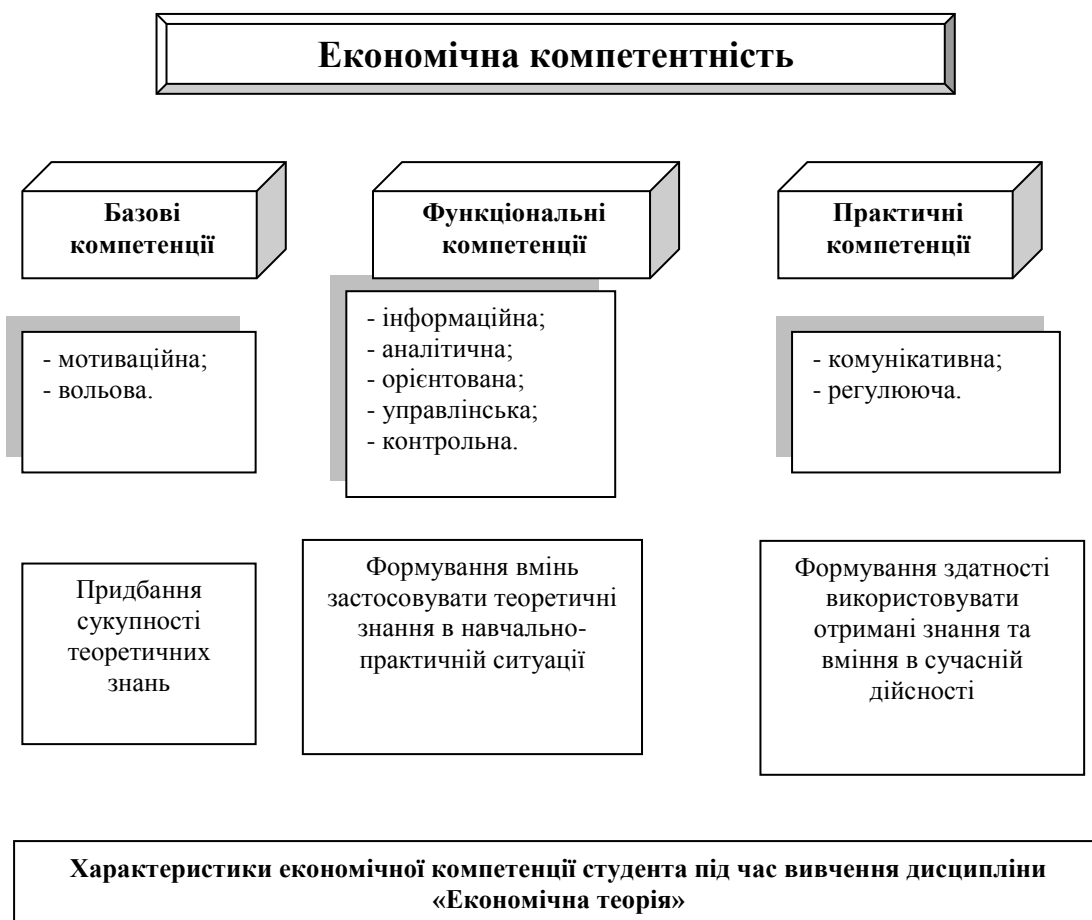 Економічна компетентність
Базові
компетенції
Функціональні
компетенції
Практичні
компетенції
- мотиваційна;
- вольова.
- інформаційна;
- аналітична;
- орієнтована;
- управлінська;
- контрольна.
- комунікативна;
- регулююча.
Придбання
сукупності
теоретичних
знань
Формування вмінь
застосовувати теоретичні
знання в навчально-
практичній ситуації
Формування здатності
використовувати
отримані знання та
вміння в сучасній
дійсності
Характеристики економічної компетенції студента під час вивчення дисципліни
«Економічна теорія»